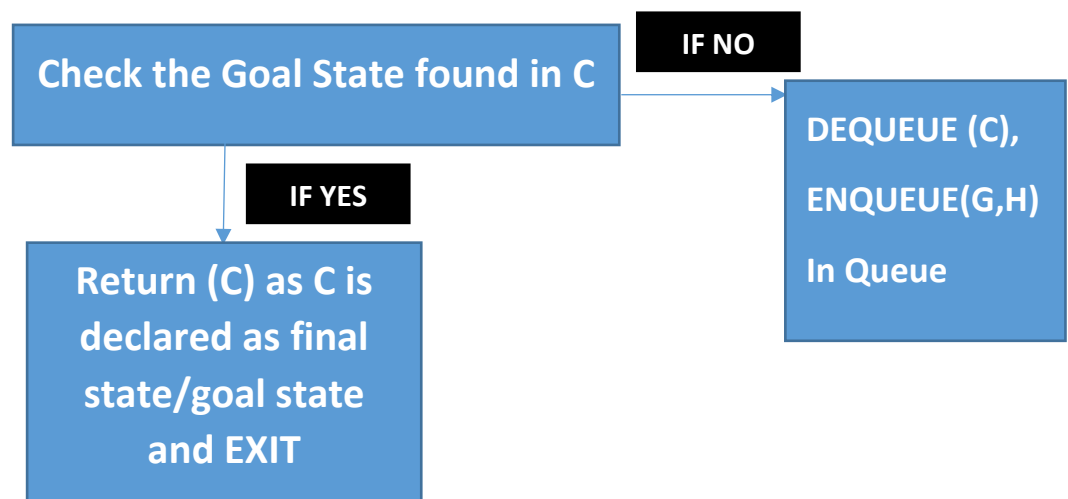 Check the Goal State found in C
IF NO
DEQUEUE (C),
ENQUEUE(G,H)
In Queue
IF YES
Return (C) as C is
declared as final
state/goal state
and EXIT